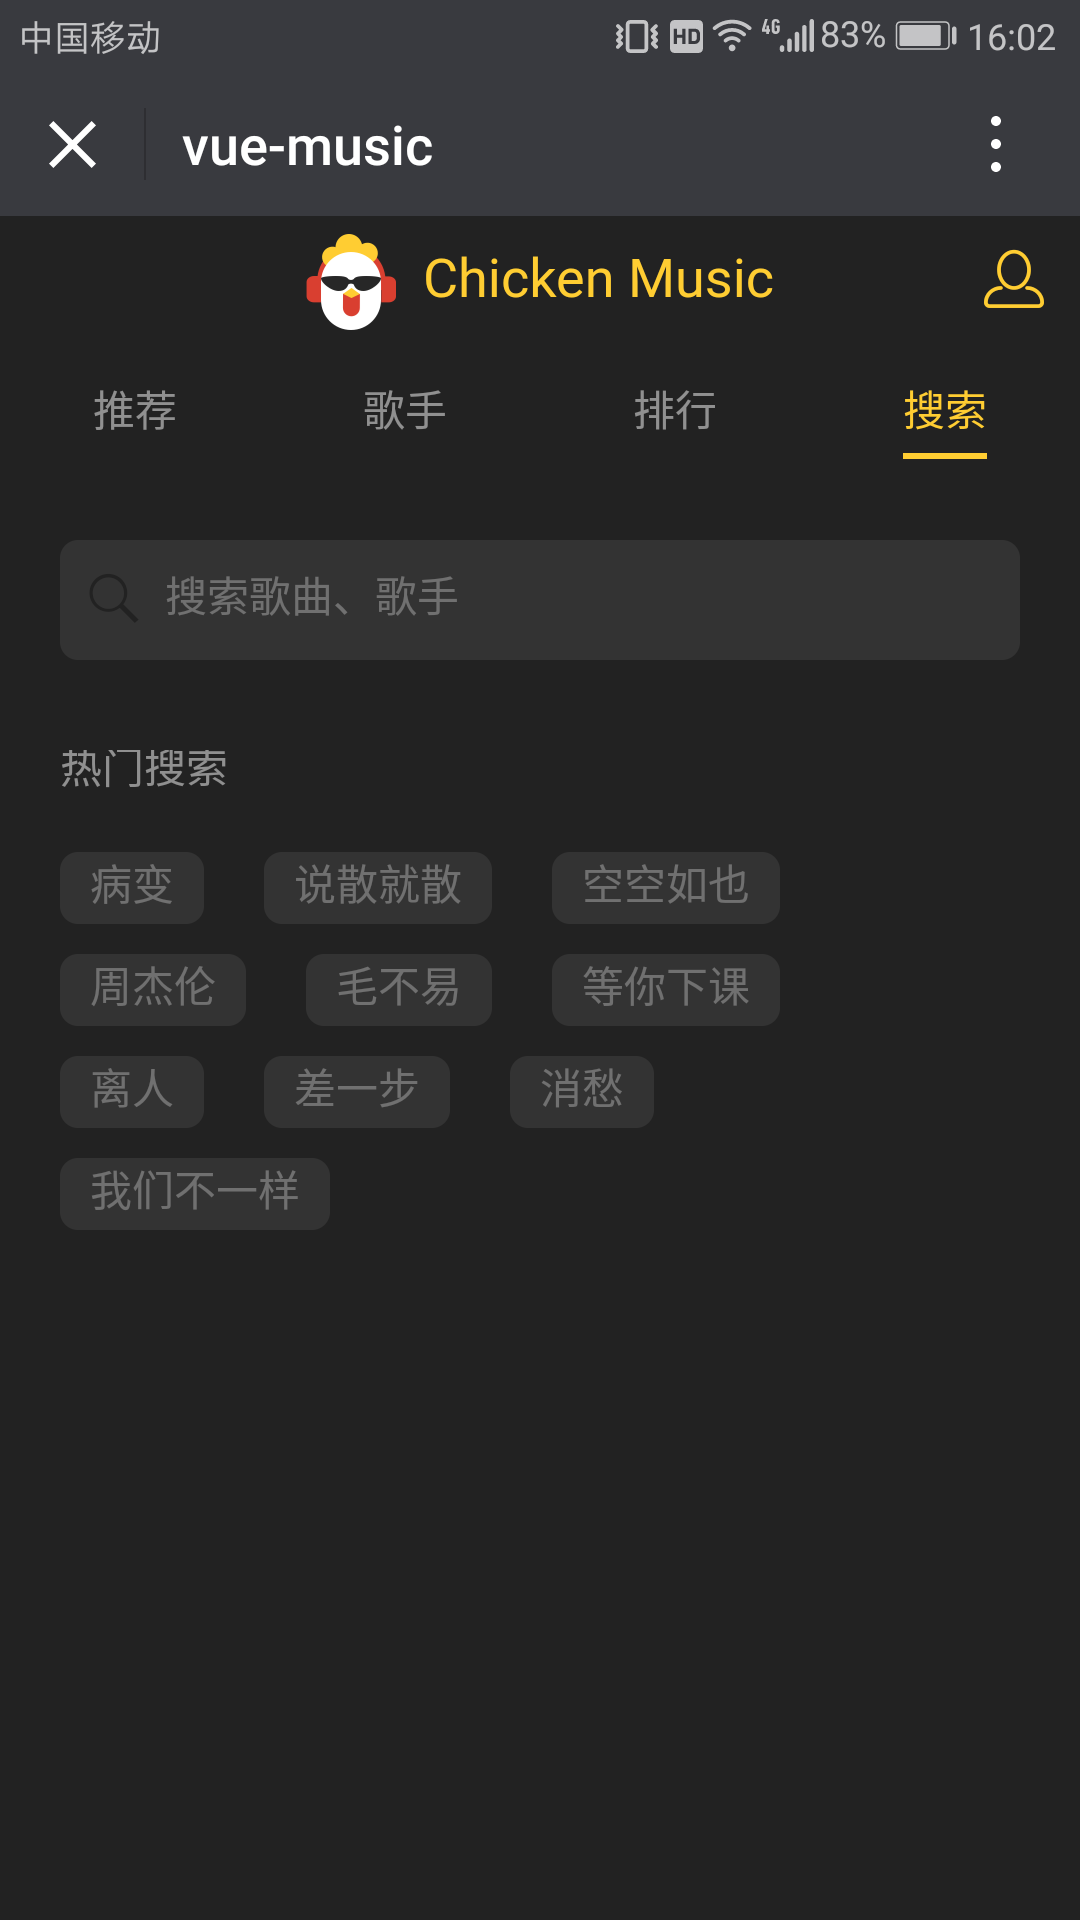 中国移动 HD 4G 83% 16:02
vue-music
Chicken Music
推荐 歌手 排行 搜索
搜索歌曲、歌手
热门搜索
病变 说散就散 空空如也
周杰伦 毛不易 等你下课
离人 差一步 消愁
我们不一样